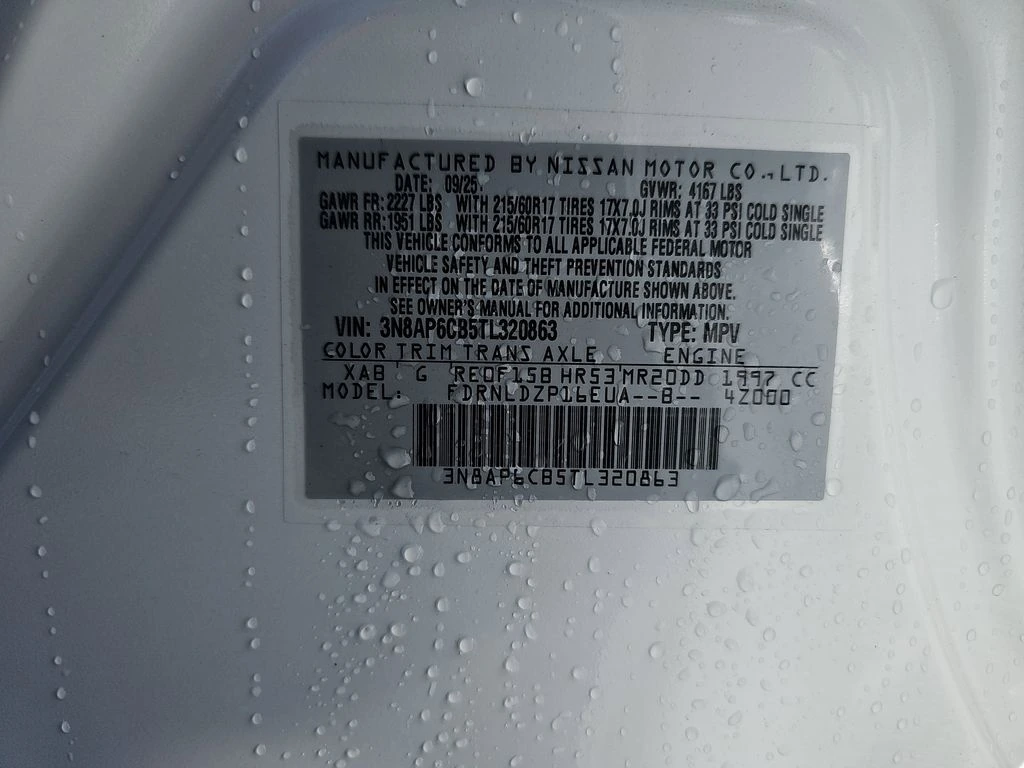 MANUFACTURED BY NISSAN MOTOR CO., LTD.
DATE: 09/25 GVWR: 4167 LBS
GAWR FR: 2227 LBS WITH 215/60R17 TIRES 17X7.0J RIMS AT 33 PSI COLD SINGLE
GAWR RR: 1951 LBS WITH 215/60R17 TIRES 17X7.0J RIMS AT 33 PSI COLD SINGLE
THIS VEHICLE CONFORMS TO ALL APPLICABLE FEDERAL MOTOR
VEHICLE SAFETY AND THEFT PREVENTION STANDARDS
IN EFFECT ON THE DATE OF MANUFACTURE SHOWN ABOVE.
SEE OWNER'S MANUAL FOR ADDITIONAL INFORMATION.
VIN: 3N8AP6CB5TL320863 TYPE: MPV
COLOR TRIM TRANS AXLE ENGINE
XAB G RE0F15B HR53 MR20DD 1997 CC
MODEL: FDRNLDZP16EUA--B-- 4Z000
3N8AP6CB5TL320863